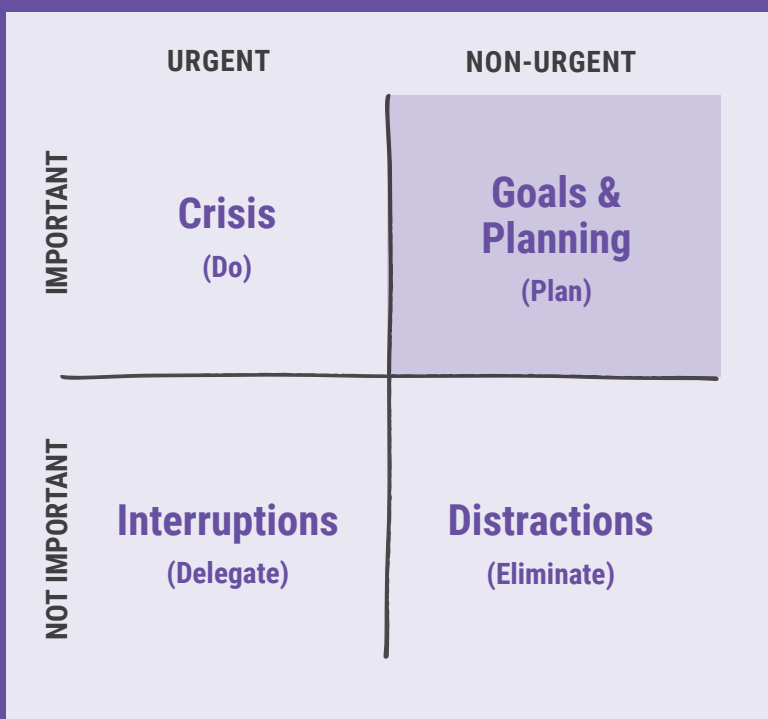 URGENT
NON-URGENT
IMPORTANT
Crisis
(Do)
Goals &
Planning
(Plan)
NOT IMPORTANT
Interruptions
(Delegate)
Distractions
(Eliminate)